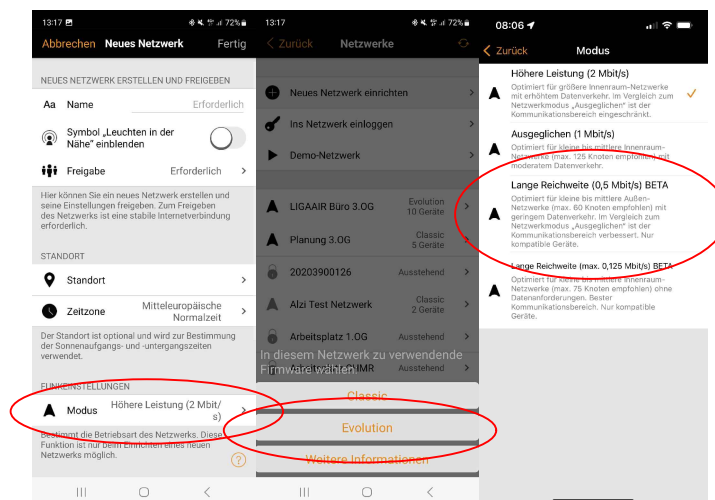 13:17
72%
Abbrechen Neues Netzwerk Fertig
NEUES NETZWERK ERSTELLEN UND FREIGEBEN
Aa Name Erforderlich
Symbol „Leuchten in der
Nähe" einblenden
Freigabe Erforderlich
Hier können Sie ein neues Netzwerk erstellen und
seine Einstellungen freigeben. Zum Freigeben
des Netzwerks ist eine stabile Internetverbindung
erforderlich.
STANDORT
Standort
Zeitzone Mitteleuropäische
Normalzeit
Der Standort ist optional und wird zur Bestimmung
der Sonnenaufgangs- und -untergangszeiten
verwendet.
FUNKEINSTELLUNGEN
Modus Höhere Leistung (2 Mbit/
s)
Bestimmt die Betriebsart des Netzwerks. Diese
Funktion ist nur beim Einrichten eines neuen
Netzwerks möglich.
?
13:17
72%
Zurück Netzwerke
Neues Netzwerk einrichten
Ins Netzwerk einloggen
Demo-Netzwerk
LIGAAIR Büro 3.OG Evolution
10 Geräte
Planung 3.OG Classic
5 Geräte
20203900126 Ausstehend
Alzi Test Netzwerk Classic
2 Geräte
Arbeitsplatz 1.OG Ausstehend
Ausstehend
In diesem Netzwerk zu verwendende
Firmware wählen
Classic
Evolution
Weitere Informationen
08:06
Zurück Modus
Höhere Leistung (2 Mbit/s)
Optimiert für größere Innenraum-Netzwerke
mit erhöhtem Datenverkehr. Im Vergleich zum
Netzwerkmodus „Ausgeglichen" ist der
Kommunikationsbereich eingeschränkt.
Ausgeglichen (1 Mbit/s)
Optimiert für kleine bis mittlere Innenraum-
Netzwerke (max. 125 Knoten empfohlen) mit
moderatem Datenverkehr.
Lange Reichweite (0,5 Mbit/s) BETA
Optimiert für kleine bis mittlere Außen-
Netzwerke (max. 60 Knoten empfohlen) mit
geringem Datenverkehr. Im Vergleich zum
Netzwerkmodus „Ausgeglichen" ist der
Kommunikationsbereich verbessert. Nur
kompatible Geräte.
Lange Reichweite (max. 0,125 Mbit/s) BETA
Optimiert für kleine bis mittlere Innenraum-
Netzwerke (max. 75 Knoten empfohlen) ohne
Datenanforderungen. Bester
Kommunikationsbereich. Nur kompatible
Geräte.